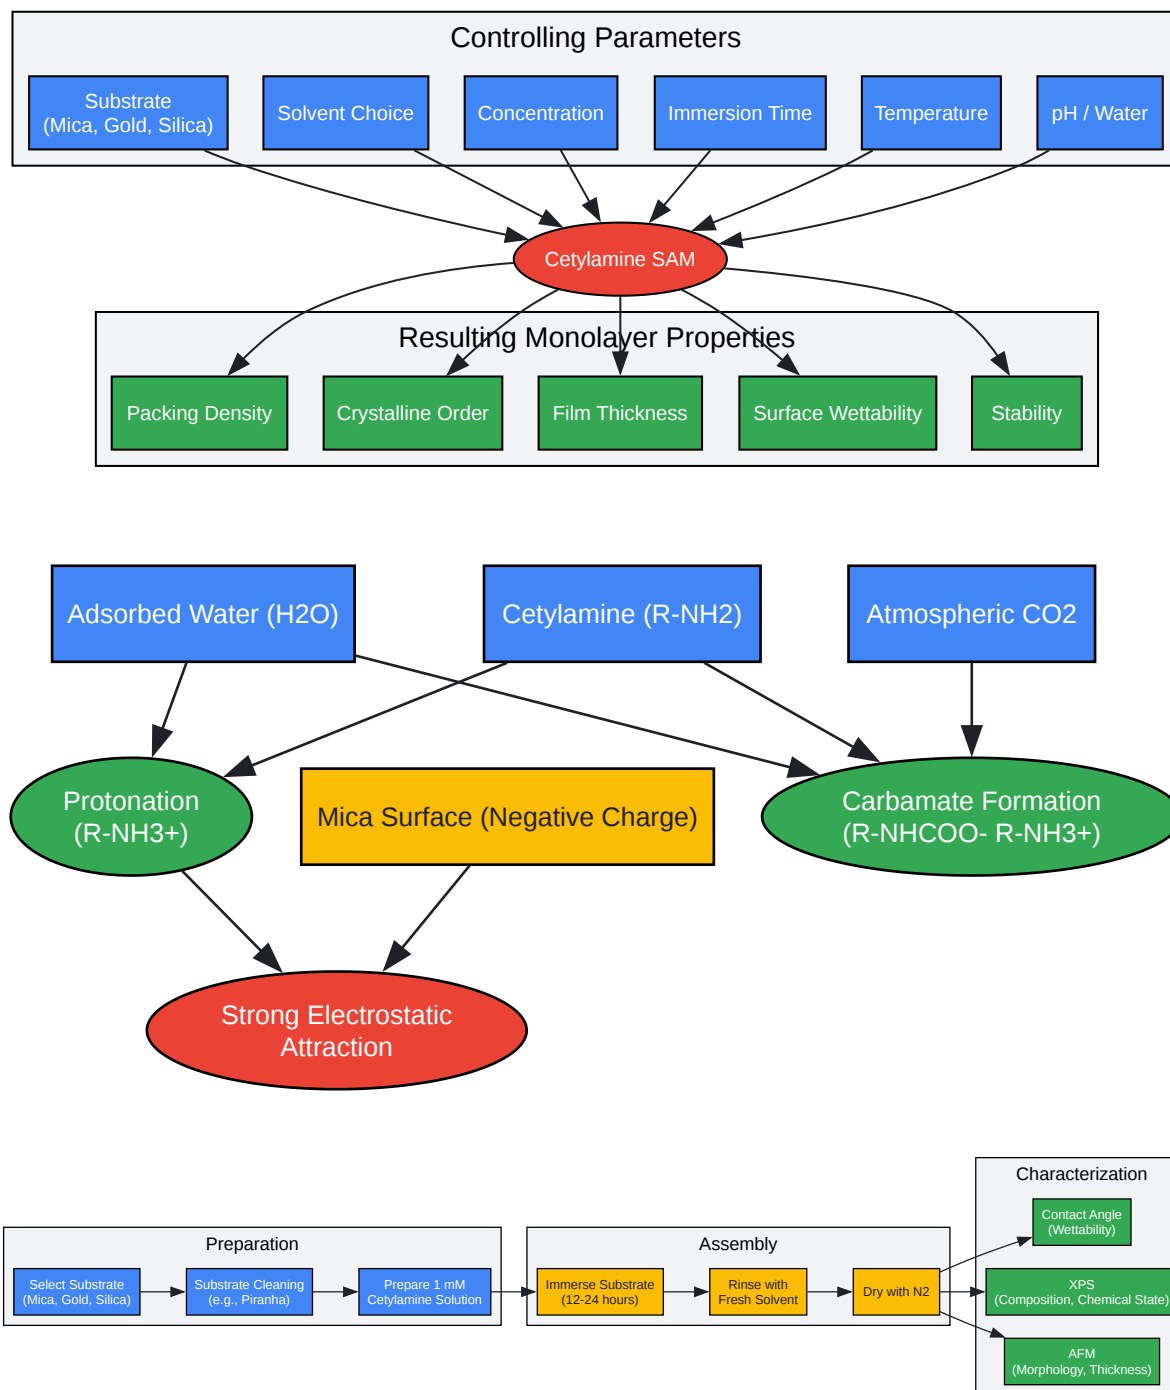 Controlling Parameters
Substrate
(Mica, Gold, Silica)
Solvent Choice
Concentration
Immersion Time
Temperature
pH / Water
Cetylamine SAM
Resulting Monolayer Properties
Packing Density
Crystalline Order
Film Thickness
Surface Wettability
Stability
Adsorbed Water (H2O)
Cetylamine (R-NH2)
Atmospheric CO2
Protonation
(R-NH3+)
Mica Surface (Negative Charge)
Carbamate Formation
(R-NHCOO- R-NH3+)
Strong Electrostatic
Attraction
Preparation
Select Substrate
(Mica, Gold, Silica)
Substrate Cleaning
(e.g., Piranha)
Prepare 1 mM
Cetylamine Solution
Assembly
Immerse Substrate
(12-24 hours)
Rinse with
Fresh Solvent
Dry with N2
Characterization
Contact Angle
(Wettability)
XPS
(Composition, Chemical State)
AFM
(Morphology, Thickness)